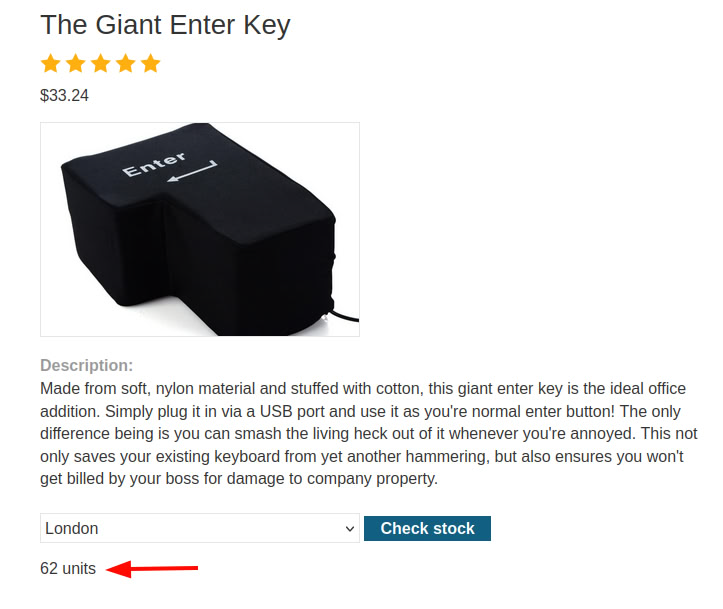 The Giant Enter Key
$33.24
Enter
Description:
Made from soft, nylon material and stuffed with cotton, this giant enter key is the ideal office
addition. Simply plug it in via a USB port and use it as you're normal enter button! The only
difference being is you can smash the living heck out of it whenever you're annoyed. This not
only saves your existing keyboard from yet another hammering, but also ensures you won't
get billed by your boss for damage to company property.
London
Check stock
62 units